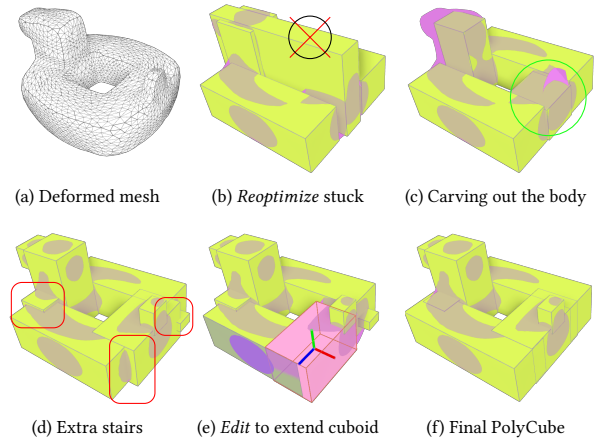 (a) Deformed mesh
(b) Reoptimize stuck
(c) Carving out the body
(d) Extra stairs
(e) Edit to extend cuboid
(f) Final PolyCube